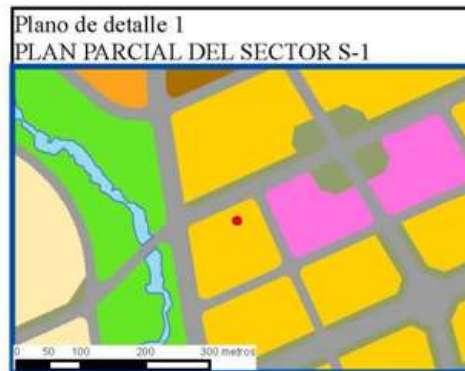 Plano de detalle 1
PLAN PARCIAL DEL SECTOR S-1
0 50 100 200 300 metros